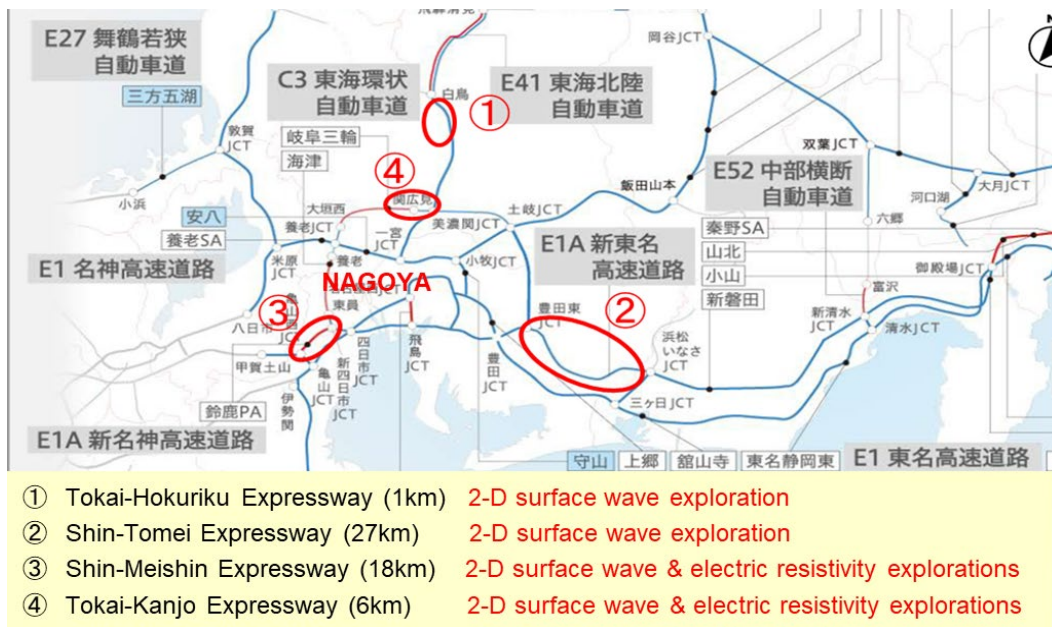 E27 舞鶴若狭
自動車道
三方五湖
敦賀
JCT
小浜
C3 東海環状
自動車道
岐阜三輪
海津
白鳥
①
E41 東海北陸
自動車道
岡谷JCT
双葉JCT
大月JCT
河口湖
飯田山本
E52 中部横断
自動車道
六郷
④
関広見
大垣西
安八
養老JCT
養老SA
養老
一宮
JCT
美濃関JCT
土岐JCT
小牧JCT
E1 名神高速道路
米原
JCT
NAGOYA
E1A 新東名
高速道路
秦野SA
山北
小山
新磐田
御殿場JCT
富沢
新清水
JCT
清水JCT
②
豊田東
JCT
浜松
いなさ
JCT
③
東員
八日市
甲賀土山
亀山
JCT
新四日市
JCT
四日市
JCT
飛島
JCT
豊田
JCT
三ヶ日JCT
鈴鹿PA
伊勢関
E1A 新名神高速道路
守山
上郷
舘山寺
東名静岡東
E1 東名高速道路
① Tokai-Hokuriku Expressway (1km) 2-D surface wave exploration
② Shin-Tomei Expressway (27km) 2-D surface wave exploration
③ Shin-Meishin Expressway (18km) 2-D surface wave & electric resistivity explorations
④ Tokai-Kanjo Expressway (6km) 2-D surface wave & electric resistivity explorations